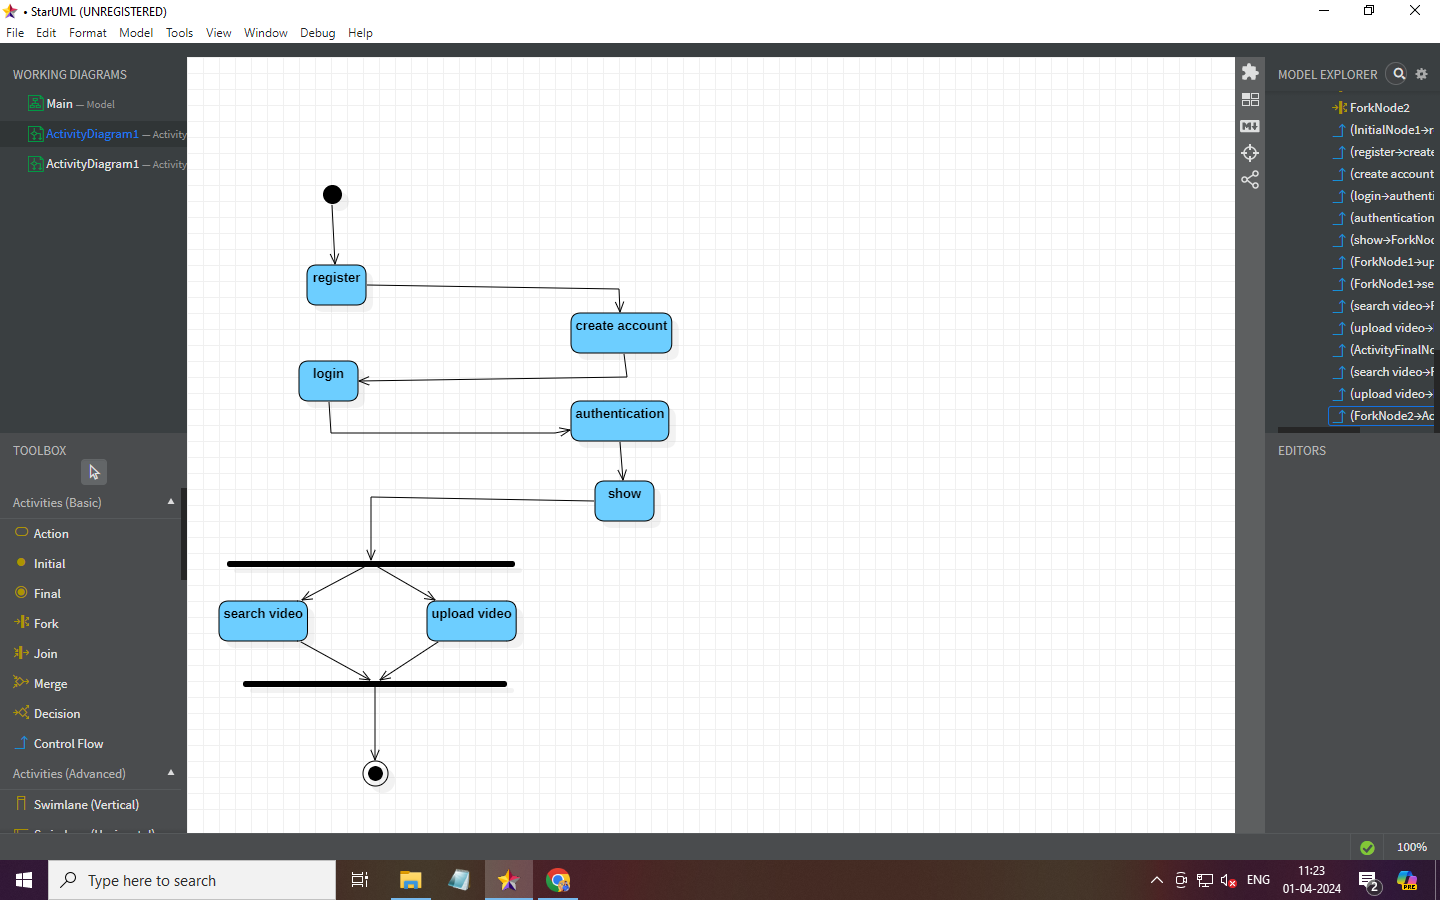 • StarUML (UNREGISTERED)
File Edit Format Model Tools View Window Debug Help
WORKING DIAGRAMS
Main — Model
ActivityDiagram1 — Activity
ActivityDiagram1 — Activity
TOOLBOX
Activities (Basic)
Action
Initial
Final
Fork
Join
Merge
Decision
Control Flow
Activities (Advanced)
Swimlane (Vertical)
register
create account
login
authentication
show
search video
upload video
MODEL EXPLORER
ForkNode2
(InitialNode1→r
(register→create
(create account
(login→authenti
(authentication
(show→ForkNod
(ForkNode1→up
(ForkNode1→se
(search video→F
(upload video→
(ActivityFinalNo
(search video→F
(upload video→
(ForkNode2→Ac
EDITORS
100%
Type here to search
ENG
11:23
01-04-2024
2
PRE